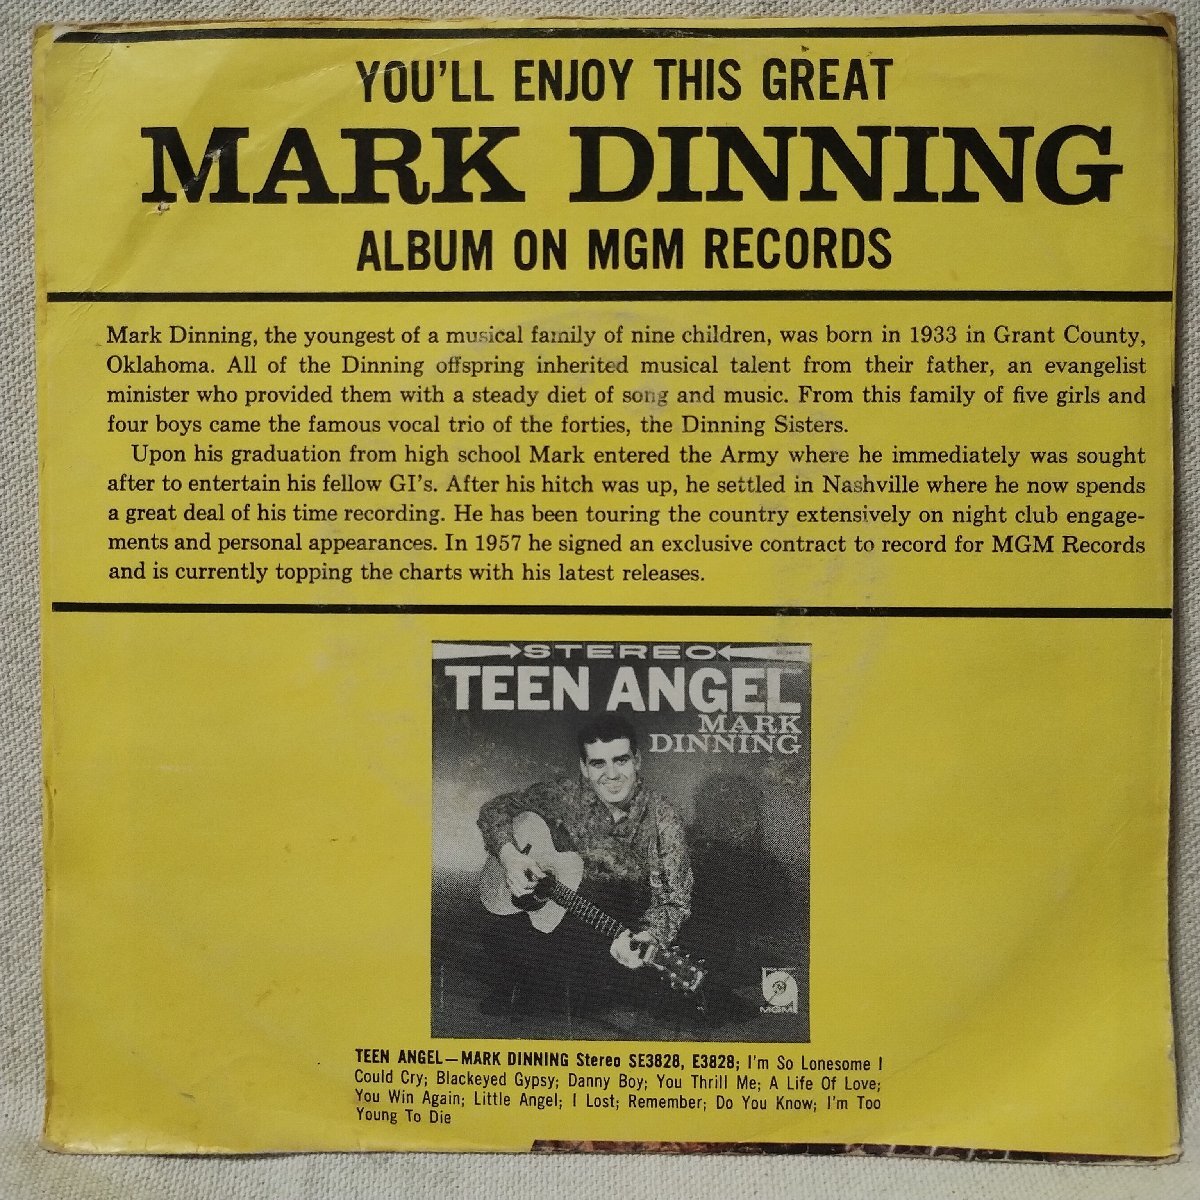 YOU'LL ENJOY THIS GREAT
MARK DINNING
ALBUM ON MGM RECORDS
Mark Dinning, the youngest of a musical family of nine children, was born in 1933 in Grant County,
Oklahoma. All of the Dinning offspring inherited musical talent from their father, an evangelist
minister who provided them with a steady diet of song and music. From this family of five girls and
four boys came the famous vocal trio of the forties, the Dinning Sisters.
Upon his graduation from high school Mark entered the Army where he immediately was sought
after to entertain his fellow GI's. After his hitch was up, he settled in Nashville where he now spends
a great deal of his time recording. He has been touring the country extensively on night club engage-
ments and personal appearances. In 1957 he signed an exclusive contract to record for MGM Records
and is currently topping the charts with his latest releases.
STEREO
TEEN ANGEL
MARK
DINNING
MGM
TEEN ANGEL—MARK DINNING Stereo SE3828, E3828; I'm So Lonesome I
Could Cry; Blackeyed Gypsy; Danny Boy; You Thrill Me; A Life Of Love;
You Win Again; Little Angel; I Lost; Remember; Do You Know; I'm Too
Young To Die